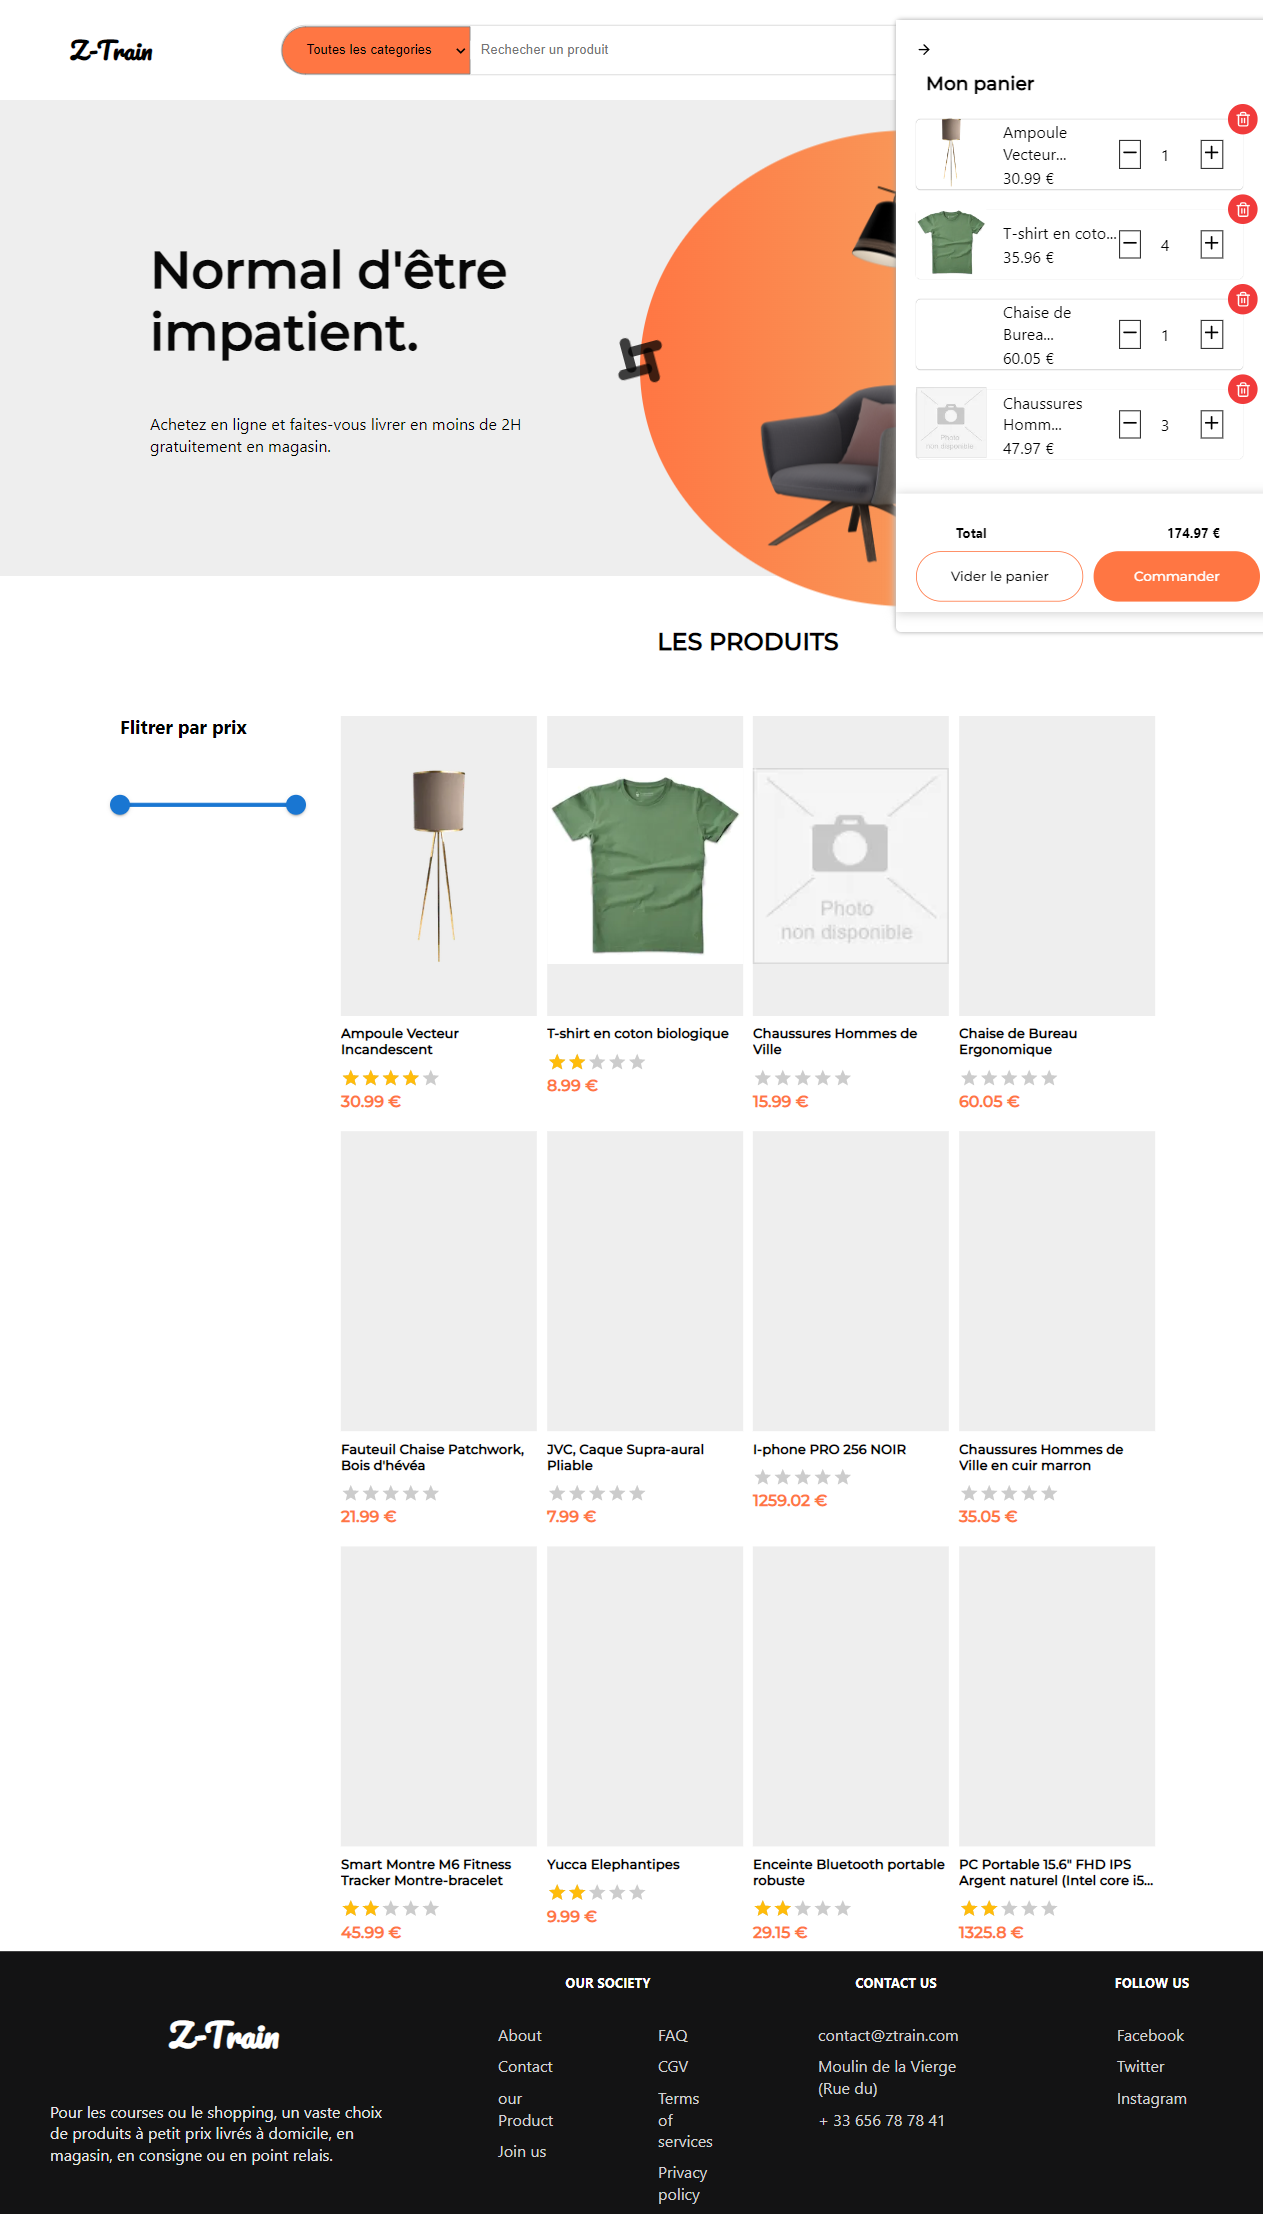 Z-Train
Toutes les categories
Rechecher un produit
Mon panier
Ampoule
Vecteur...
30.99 €
1
T-shirt en coto...
35.96 €
4
Chaise de
Burea...
60.05 €
1
Photo
non disponible
Chaussures
Homm...
47.97 €
3
Total
174.97 €
Vider le panier
Commander
Normal d'être
impatient.
Achetez en ligne et faites-vous livrer en moins de 2H
gratuitement en magasin.
LES PRODUITS
Flitrer par prix
Photo
non disponible
Ampoule Vecteur
Incandescent
30.99 €
T-shirt en coton biologique
8.99 €
Chaussures Hommes de
Ville
15.99 €
Chaise de Bureau
Ergonomique
60.05 €
Fauteuil Chaise Patchwork,
Bois d'hévéa
21.99 €
JVC, Caque Supra-aural
Pliable
7.99 €
I-phone PRO 256 NOIR
1259.02 €
Chaussures Hommes de
Ville en cuir marron
35.05 €
Smart Montre M6 Fitness
Tracker Montre-bracelet
45.99 €
Yucca Elephantipes
9.99 €
Enceinte Bluetooth portable
robuste
29.15 €
PC Portable 15.6" FHD IPS
Argent naturel (Intel core i5...
1325.8 €
Z-Train
Pour les courses ou le shopping, un vaste choix
de produits à petit prix livrés à domicile, en
magasin, en consigne ou en point relais.
OUR SOCIETY
About
Contact
our
Product
Join us
FAQ
CGV
Terms
of
services
Privacy
policy
CONTACT US
contact@ztrain.com
Moulin de la Vierge
(Rue du)
+ 33 656 78 78 41
FOLLOW US
Facebook
Twitter
Instagram